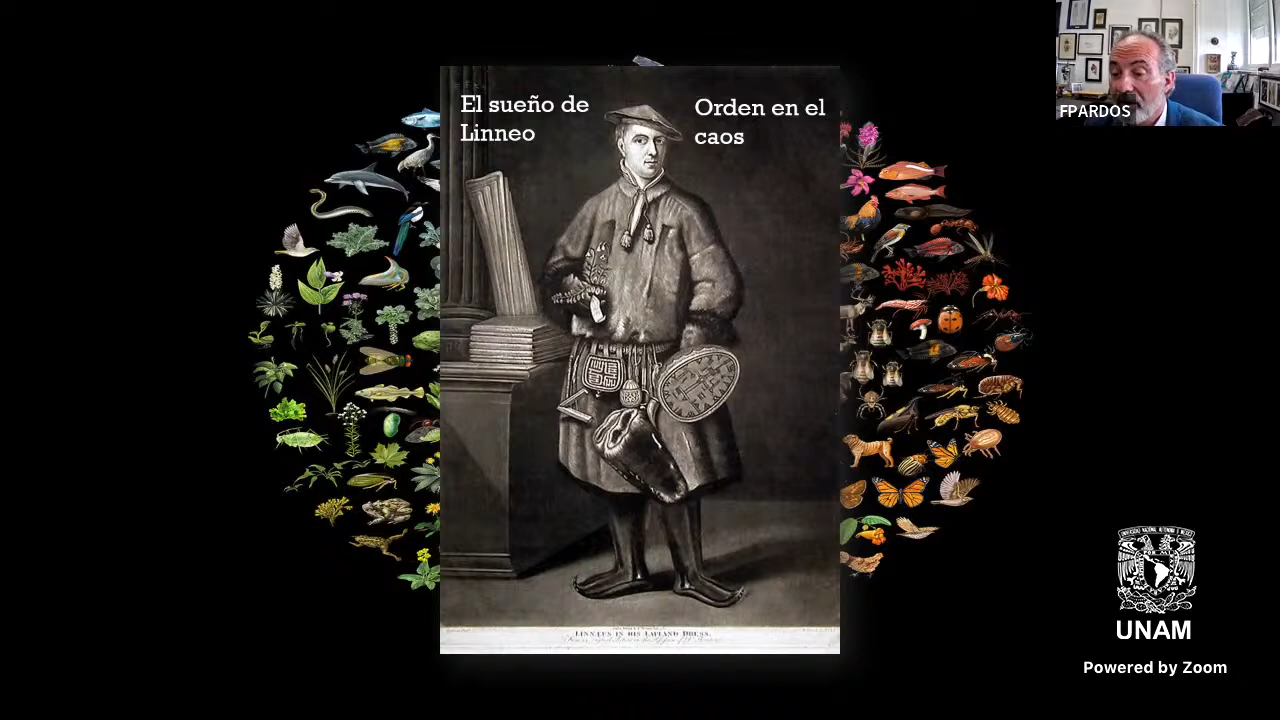 El sueño de
Linneo
Orden en el
caos
FPARDOS
LINNÆUS IN HIS LAPLAND DRESS.
UNAM
Powered by Zoom